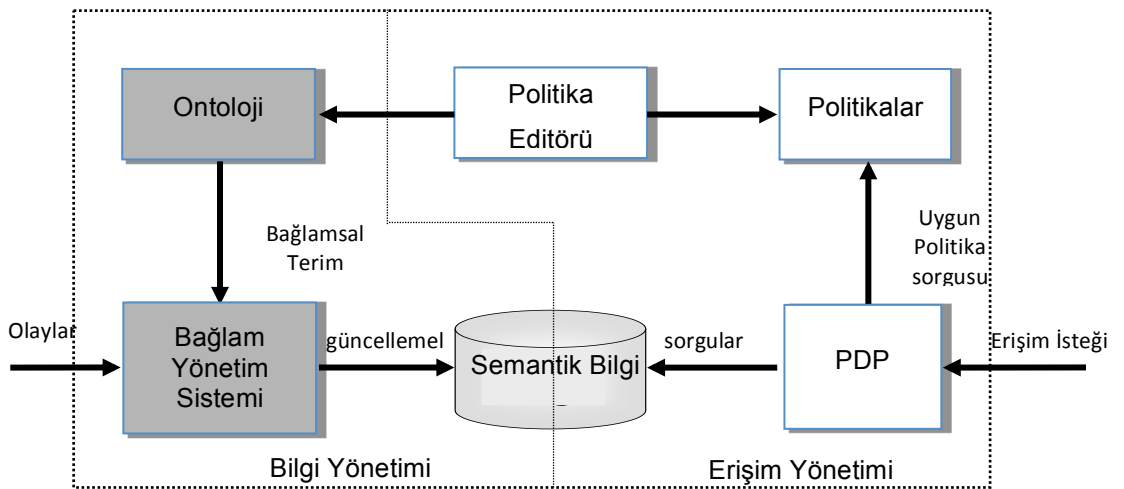 Ontoloji
Politika
Editörü
Politikalar
Bağlamsal
Terim
Uygun
Politika
sorgusu
Olaylar
Bağlam
Yönetim
Sistemi
güncellemel
Semantik Bilgi
sorgular
PDP
Erişim İsteği
Bilgi Yönetimi
Erişim Yönetimi